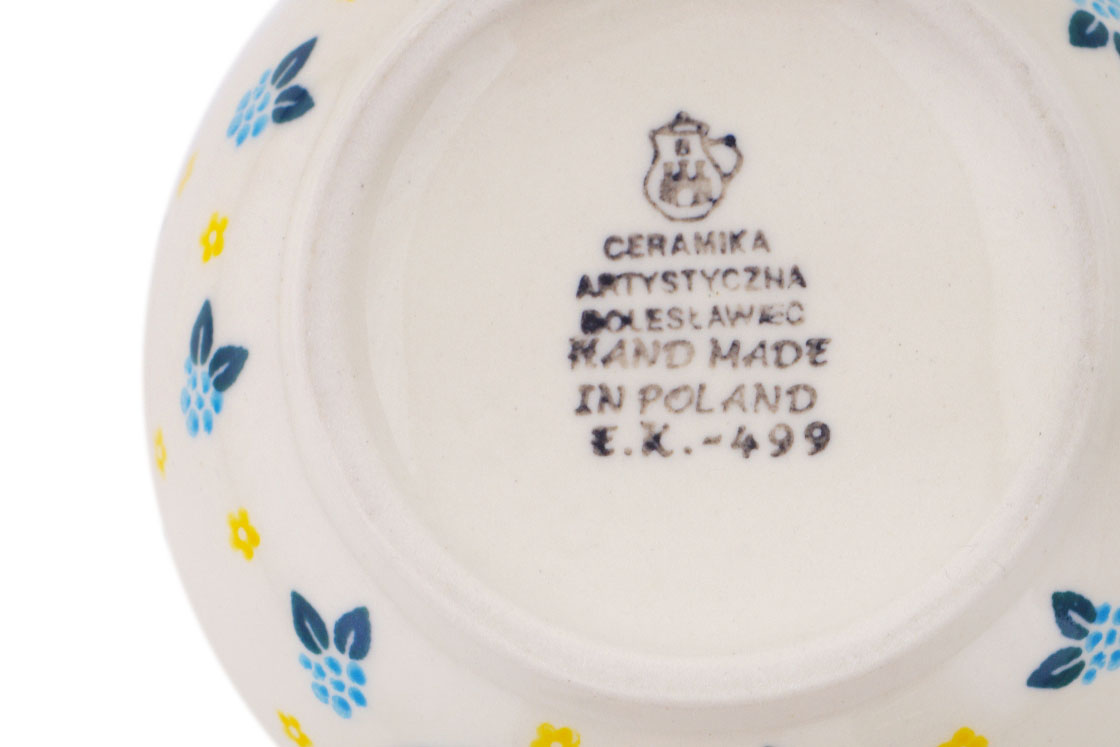 B
CERAMIKA
ARTYSTYCZNA
BOLESŁAWIEC
HAND MADE
IN POLAND
E.K.-499